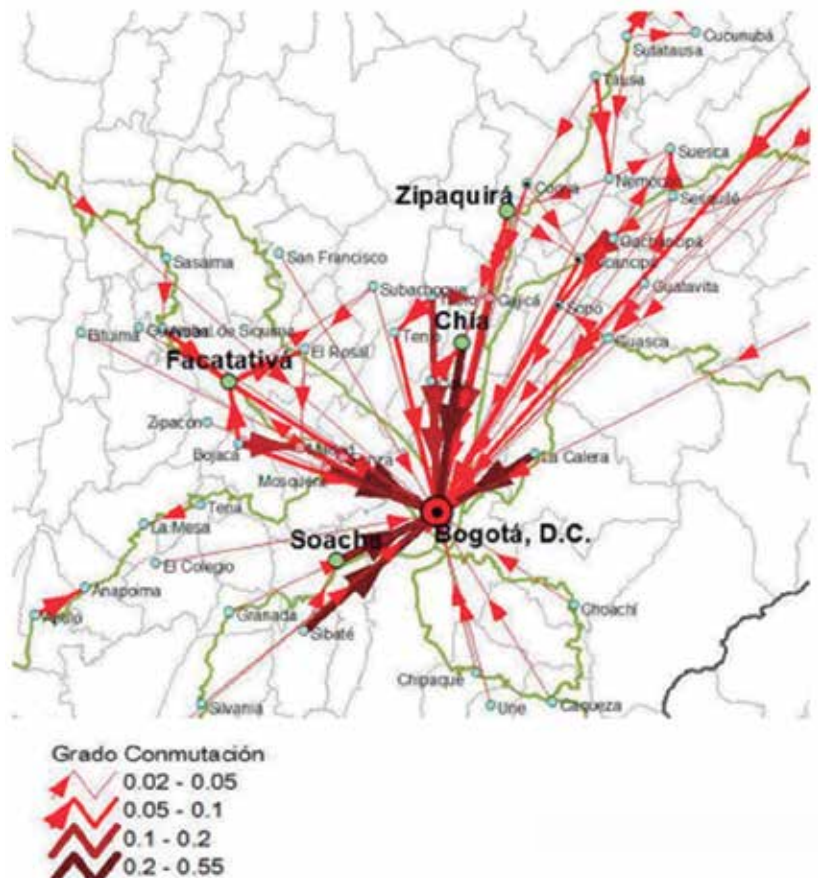 Cucunubá
Sutatausa
Tausa
Suesca
Zipaquirá
Nemocón
Sesquilé
Gachancipá
San Francisco
Sasaima
Subachoque
Cajicá
Sopó
Guatavita
Chía
Bituima
Tenjo
Guasca
El Rosal
Facatativá
Zipacón
Bojacá
Mosquera
La Calera
Tena
Bogotá, D.C.
La Mesa
Soacha
El Colegio
Anapoima
Apulo
Granada
Choachí
Sibaté
Chipaque
Silvania
Une
Caqueza
Grado Conmutación
0.02 - 0.05
0.05 - 0.1
0.1 - 0.2
0.2 - 0.55